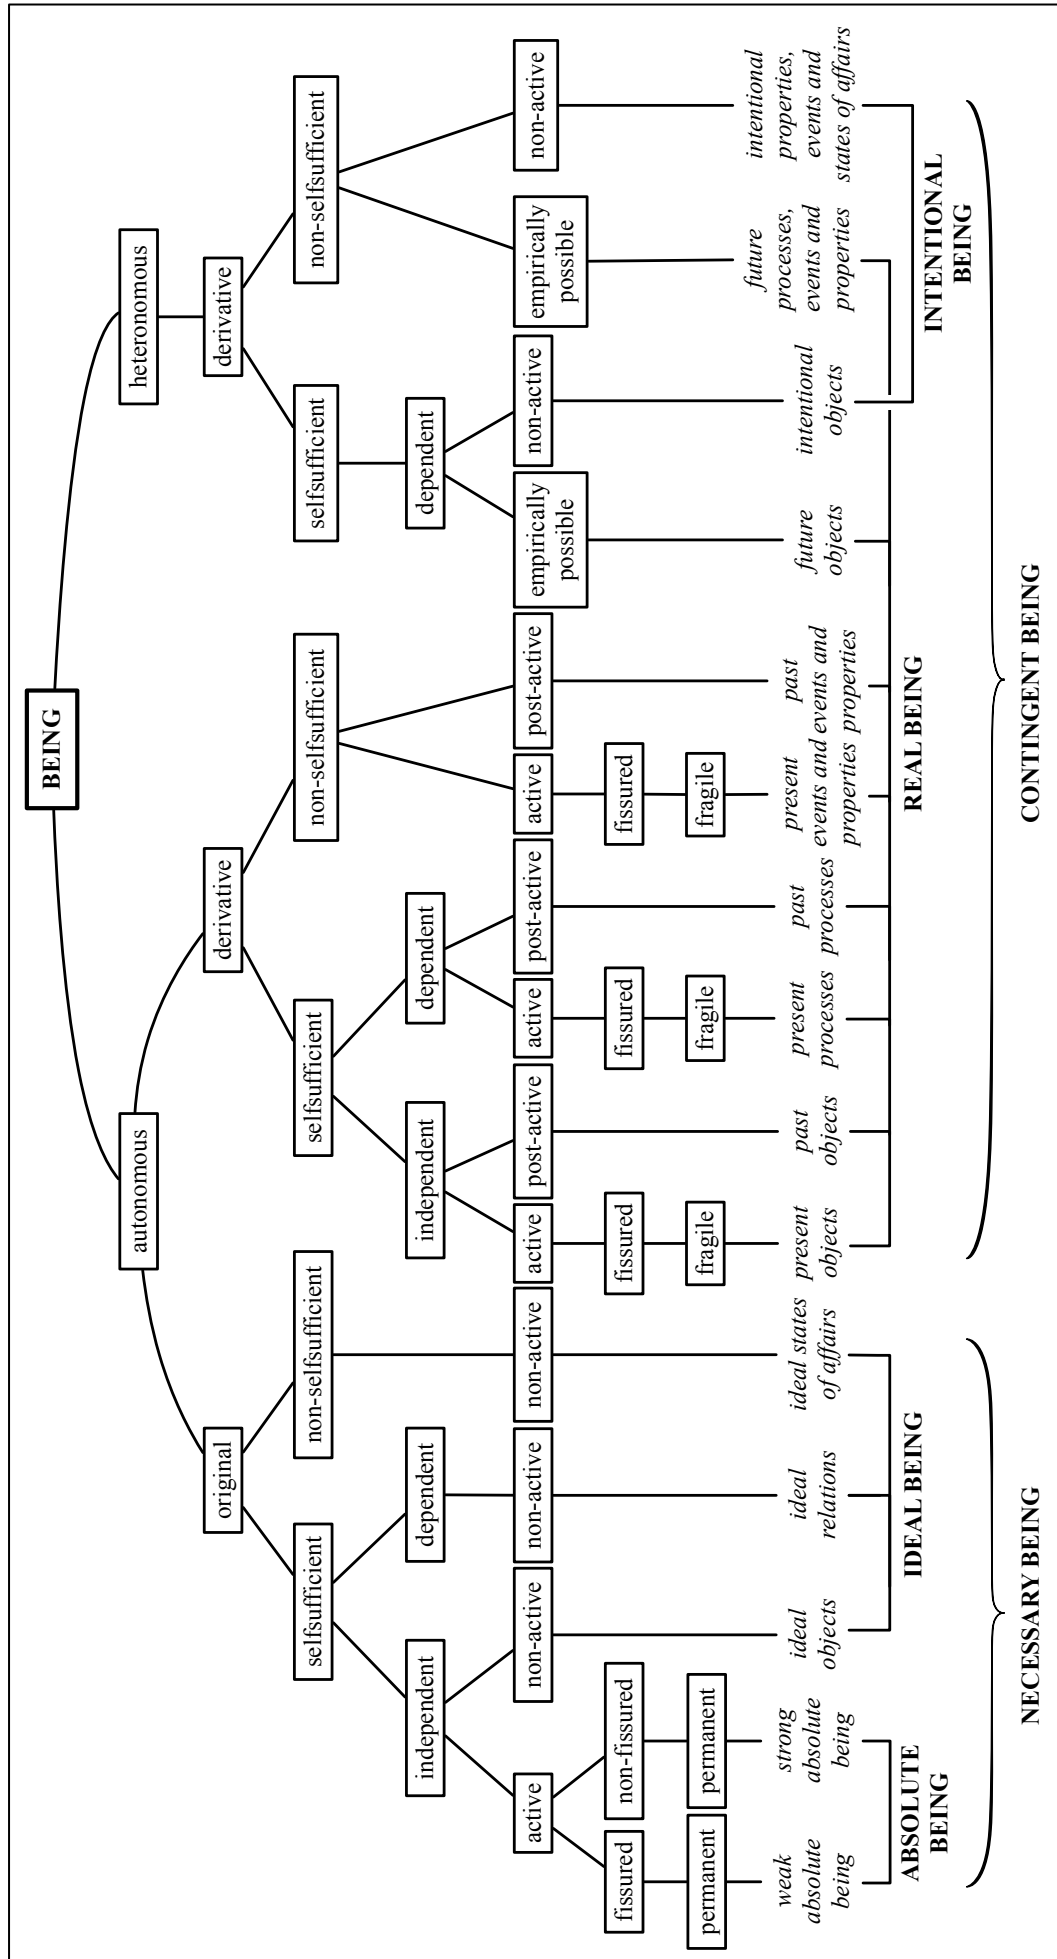 BEING
autonomous
heteronomous
original
derivative
derivative
selfsufficient
non-selfsufficient
selfsufficient
non-selfsufficient
selfsufficient
non-selfsufficient
independent
dependent
independent
dependent
dependent
active
non-active
non-active
non-active
active
post-active
active
post-active
active
post-active
empirically
possible
non-active
empirically
possible
non-active
fissured
non-fissured
fissured
fissured
fissured
permanent
permanent
fragile
fragile
fragile
weak
absolute
being
strong
absolute
being
ideal
objects
ideal
relations
ideal states
of affairs
present
objects
past
objects
present
processes
past
processes
present
events and
properties
past
events and
properties
future
objects
intentional
objects
future
processes,
events and
properties
intentional
properties,
events and
states of affairs
ABSOLUTE
BEING
IDEAL BEING
REAL BEING
INTENTIONAL
BEING
NECESSARY BEING
CONTINGENT BEING